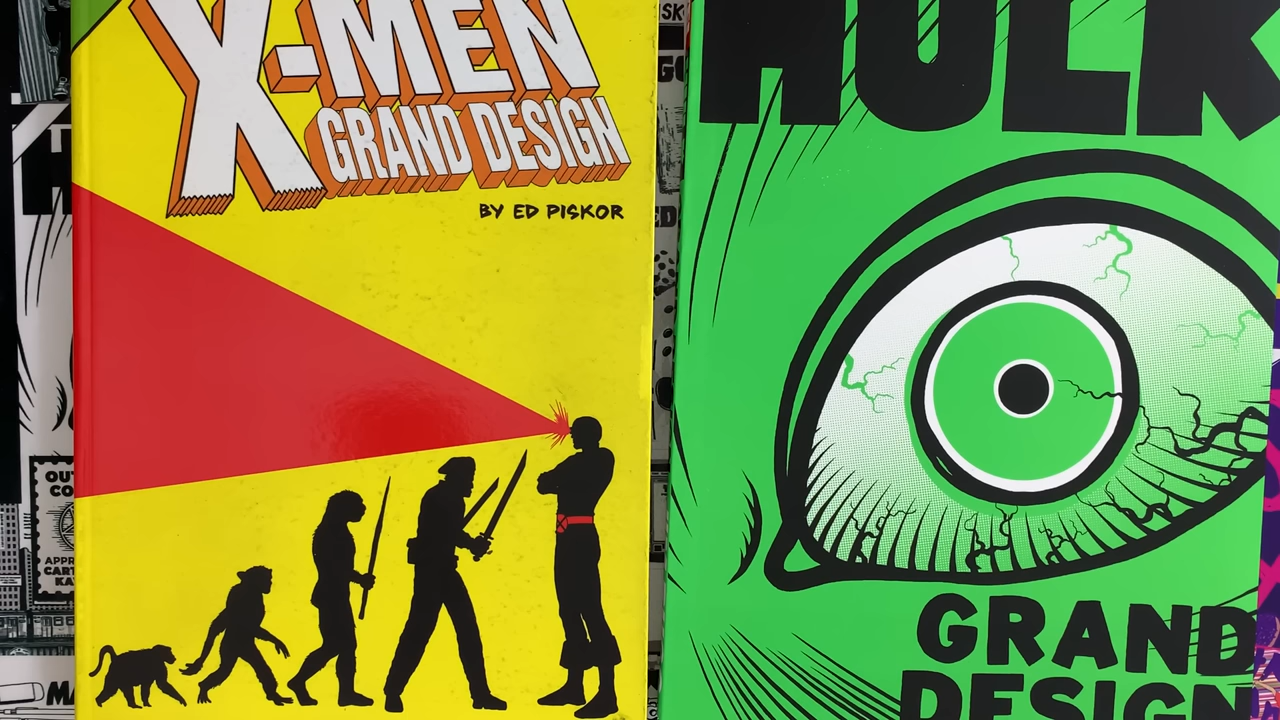 X-MEN
GRAND DESIGN
BY ED PISKOR
HULK
GRAND
DESIGN